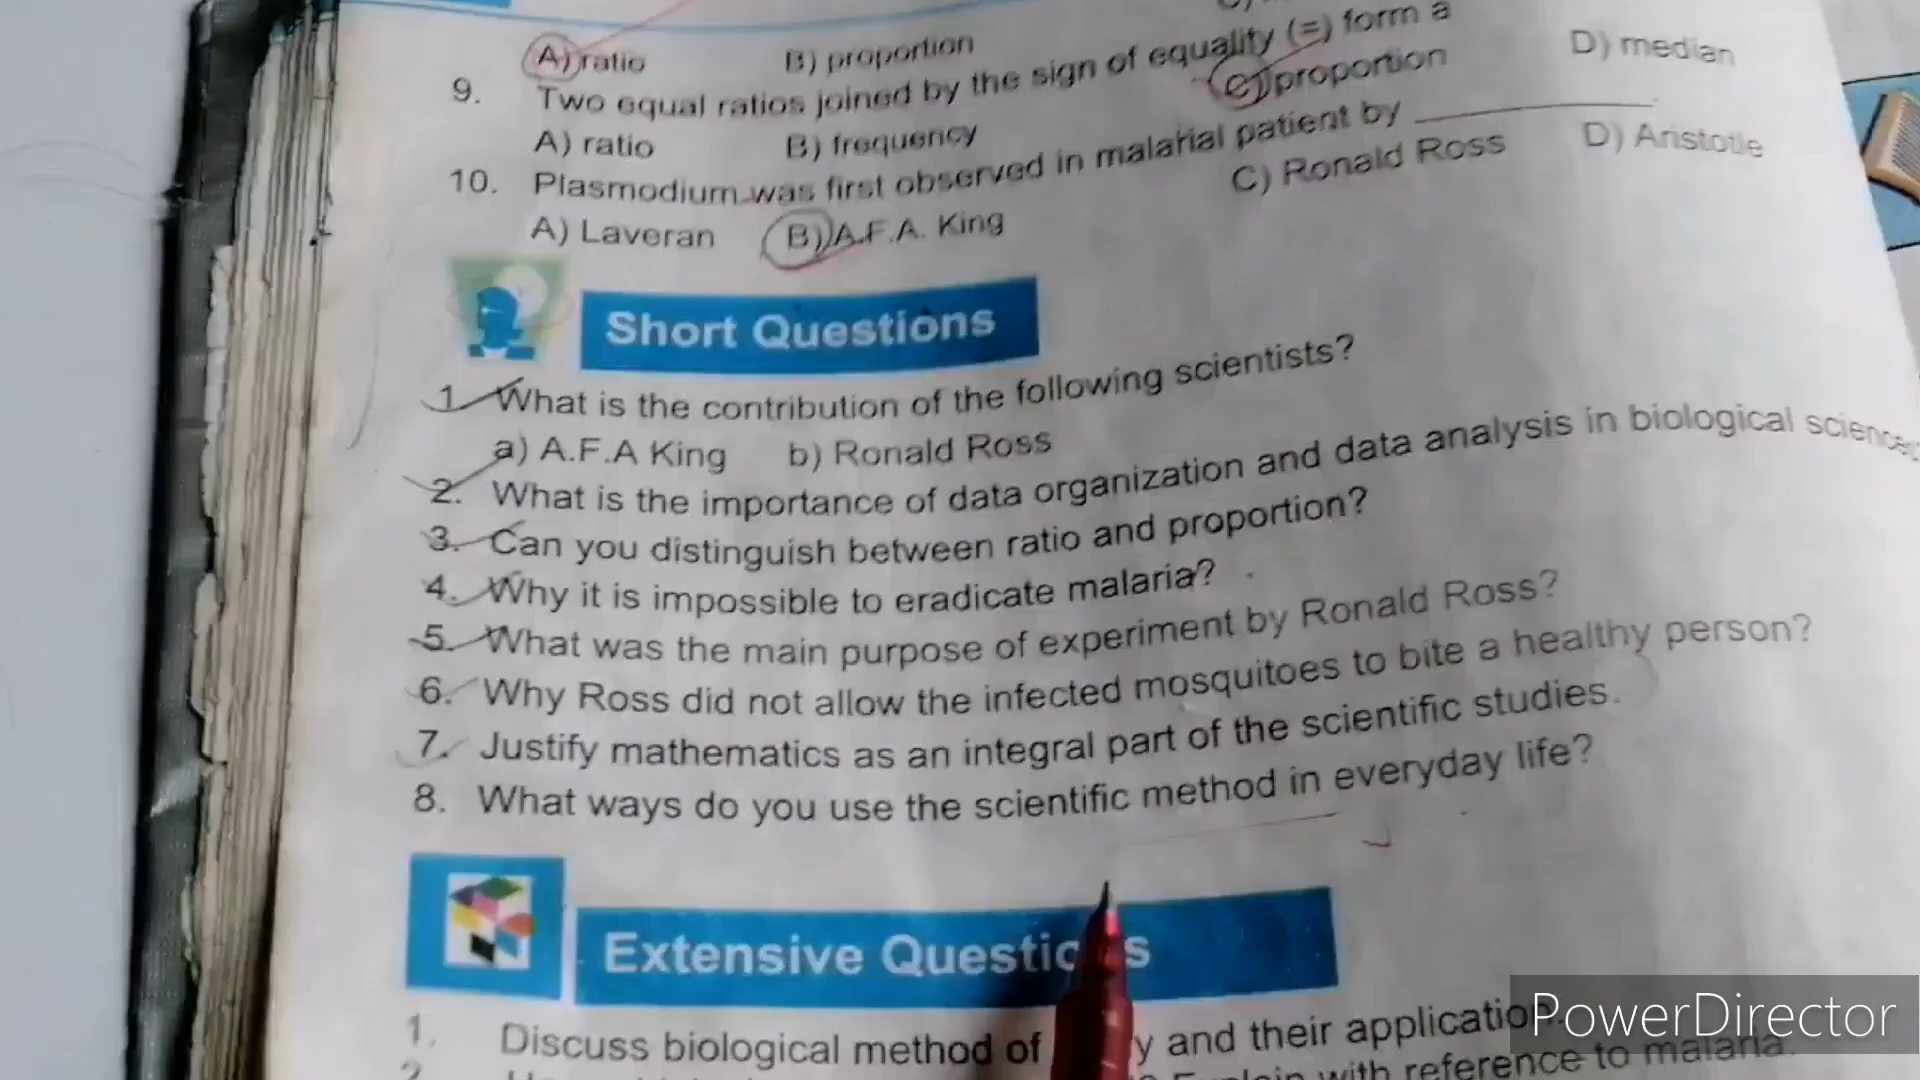 A) ratio B) proportion D) median
9. Two equal ratios joined by the sign of equality (=) form a
A) ratio B) frequency C) proportion
10. Plasmodium was first observed in malarial patient by ________.
A) Laveran B) A.F.A. King C) Ronald Ross D) Aristotle
Short Questions
1. What is the contribution of the following scientists?
a) A.F.A King b) Ronald Ross
2. What is the importance of data organization and data analysis in biological
3. Can you distinguish between ratio and proportion?
4. Why it is impossible to eradicate malaria?
5. What was the main purpose of experiment by Ronald Ross?
6. Why Ross did not allow the infected mosquitoes to bite a healthy person?
7. Justify mathematics as an integral part of the scientific studies.
8. What ways do you use the scientific method in everyday life?
Extensive Questions
1. Discuss biological method of y and their application.
2. with reference to malaria.
PowerDirector